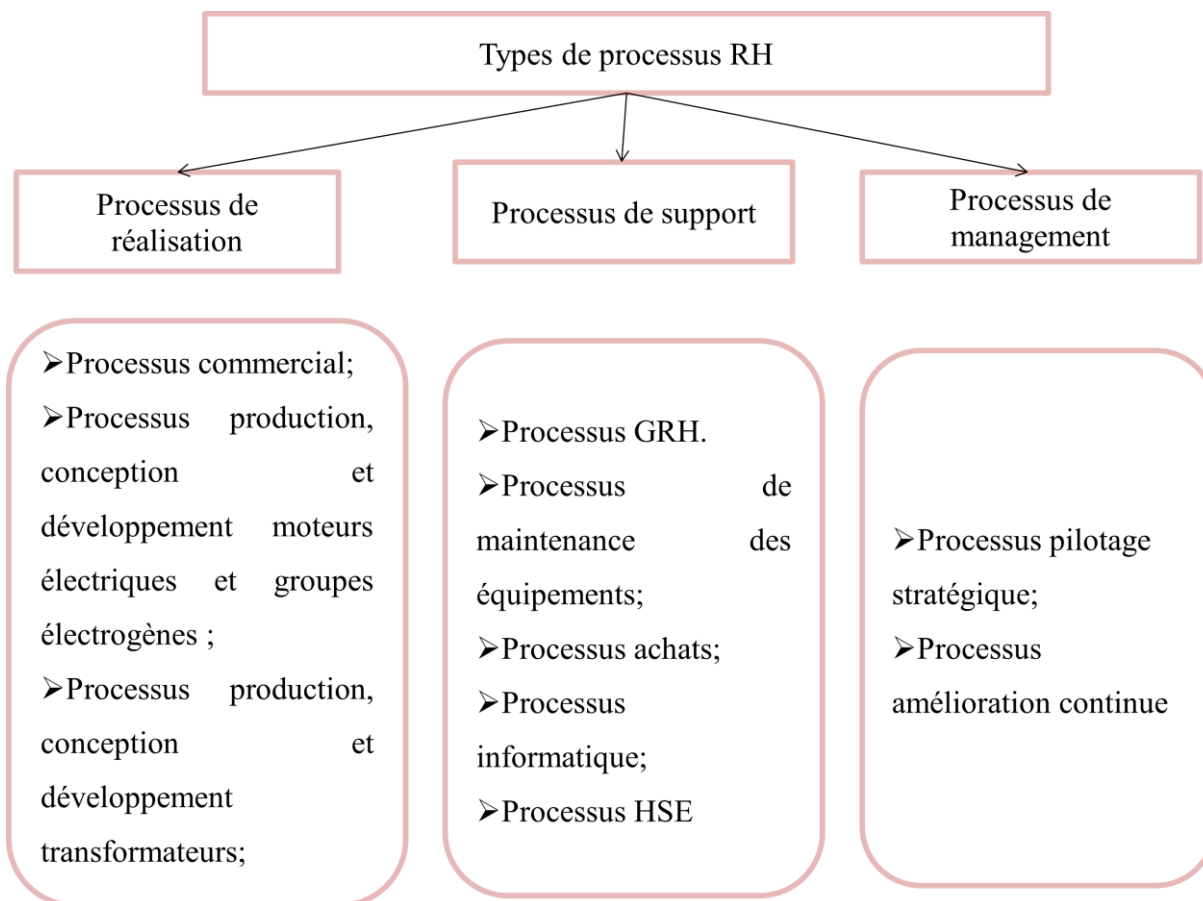 Types de processus RH
Processus de
réalisation
Processus de support
Processus de
management
➢Processus commercial;
➢Processus production,
conception et
développement moteurs
électriques et groupes
électrogènes ;
➢Processus production,
conception et
développement
transformateurs;
➢Processus GRH.
➢Processus de
maintenance des
équipements;
➢Processus achats;
➢Processus
informatique;
➢Processus HSE
➢Processus pilotage
stratégique;
➢Processus
amélioration continue